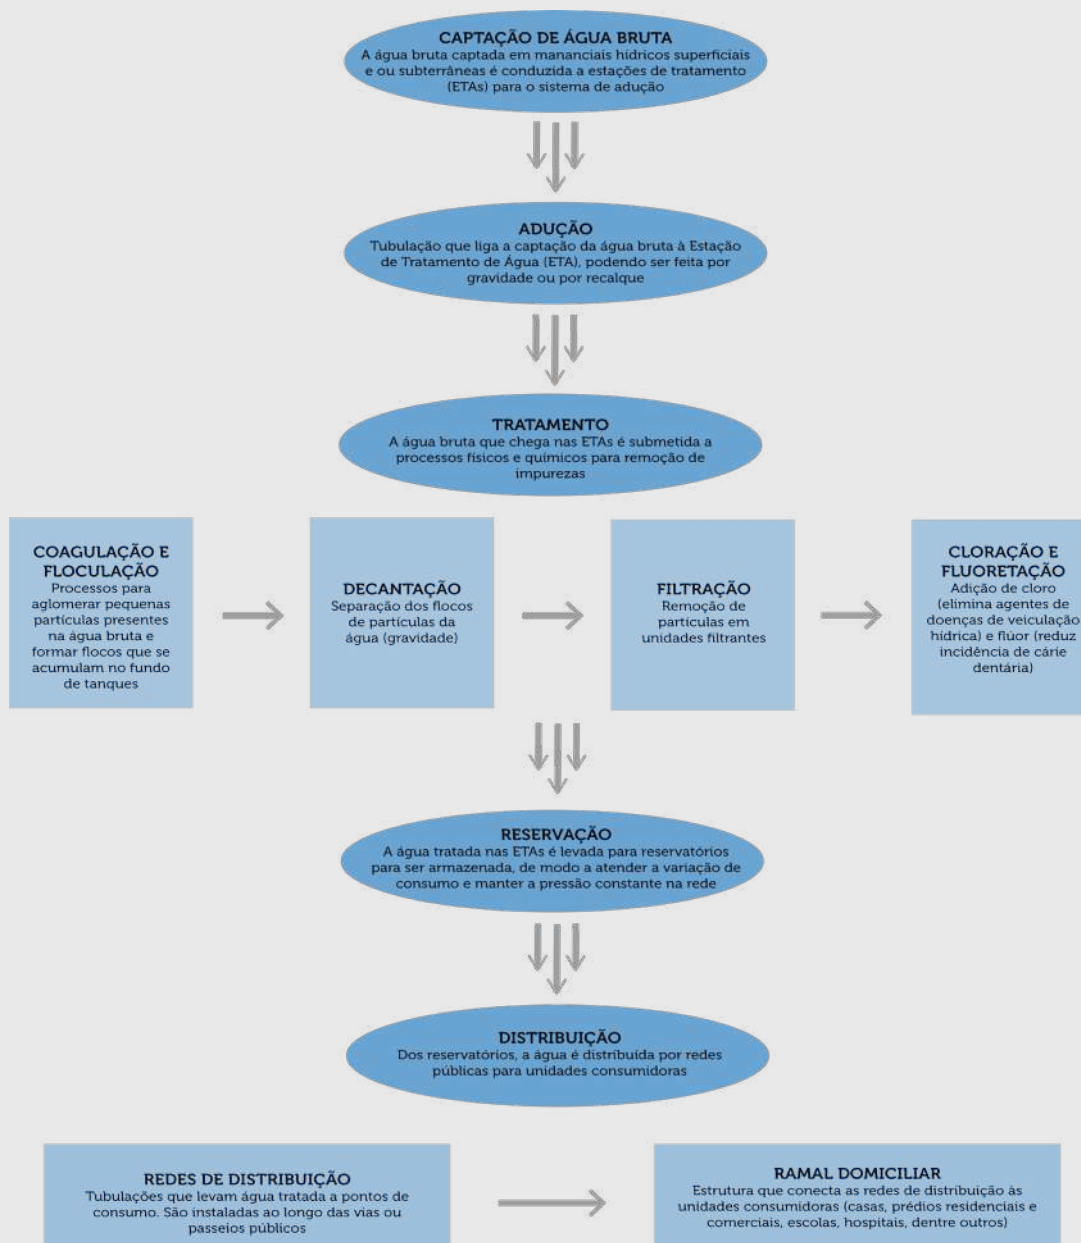 CAPTAÇÃO DE ÁGUA BRUTA
A água bruta captada em mananciais hídricos superficiais
e ou subterrâneas é conduzida a estações de tratamento
(ETAs) para o sistema de adução
ADUÇÃO
Tubulação que liga a captação da água bruta à Estação
de Tratamento de Água (ETA), podendo ser feita por
gravidade ou por recalque
TRATAMENTO
A água bruta que chega nas ETAs é submetida a
processos físicos e químicos para remoção de
impurezas
COAGULAÇÃO E
FLOCULAÇÃO
Processos para
aglomerar pequenas
partículas presentes
na água bruta e
formar flocos que se
acumulam no fundo
de tanques
DECANTAÇÃO
Separação dos flocos
de partículas da
água (gravidade)
FILTRAÇÃO
Remoção de
partículas em
unidades filtrantes
CLORAÇÃO E
FLUORETAÇÃO
Adição de cloro
(elimina agentes de
doenças de veiculação
hídrica) e flúor (reduz
incidência de cárie
dentária)
RESERVAÇÃO
A água tratada nas ETAs é levada para reservatórios
para ser armazenada, de modo a atender a variação de
consumo e manter a pressão constante na rede
DISTRIBUIÇÃO
Dos reservatórios, a água é distribuída por redes
públicas para unidades consumidoras
REDES DE DISTRIBUIÇÃO
Tubulações que levam água tratada a pontos de
consumo. São instaladas ao longo das vias ou
passeios públicos
RAMAL DOMICILIAR
Estrutura que conecta as redes de distribuição às
unidades consumidoras (casas, prédios residenciais e
comerciais, escolas, hospitais, dentre outros)